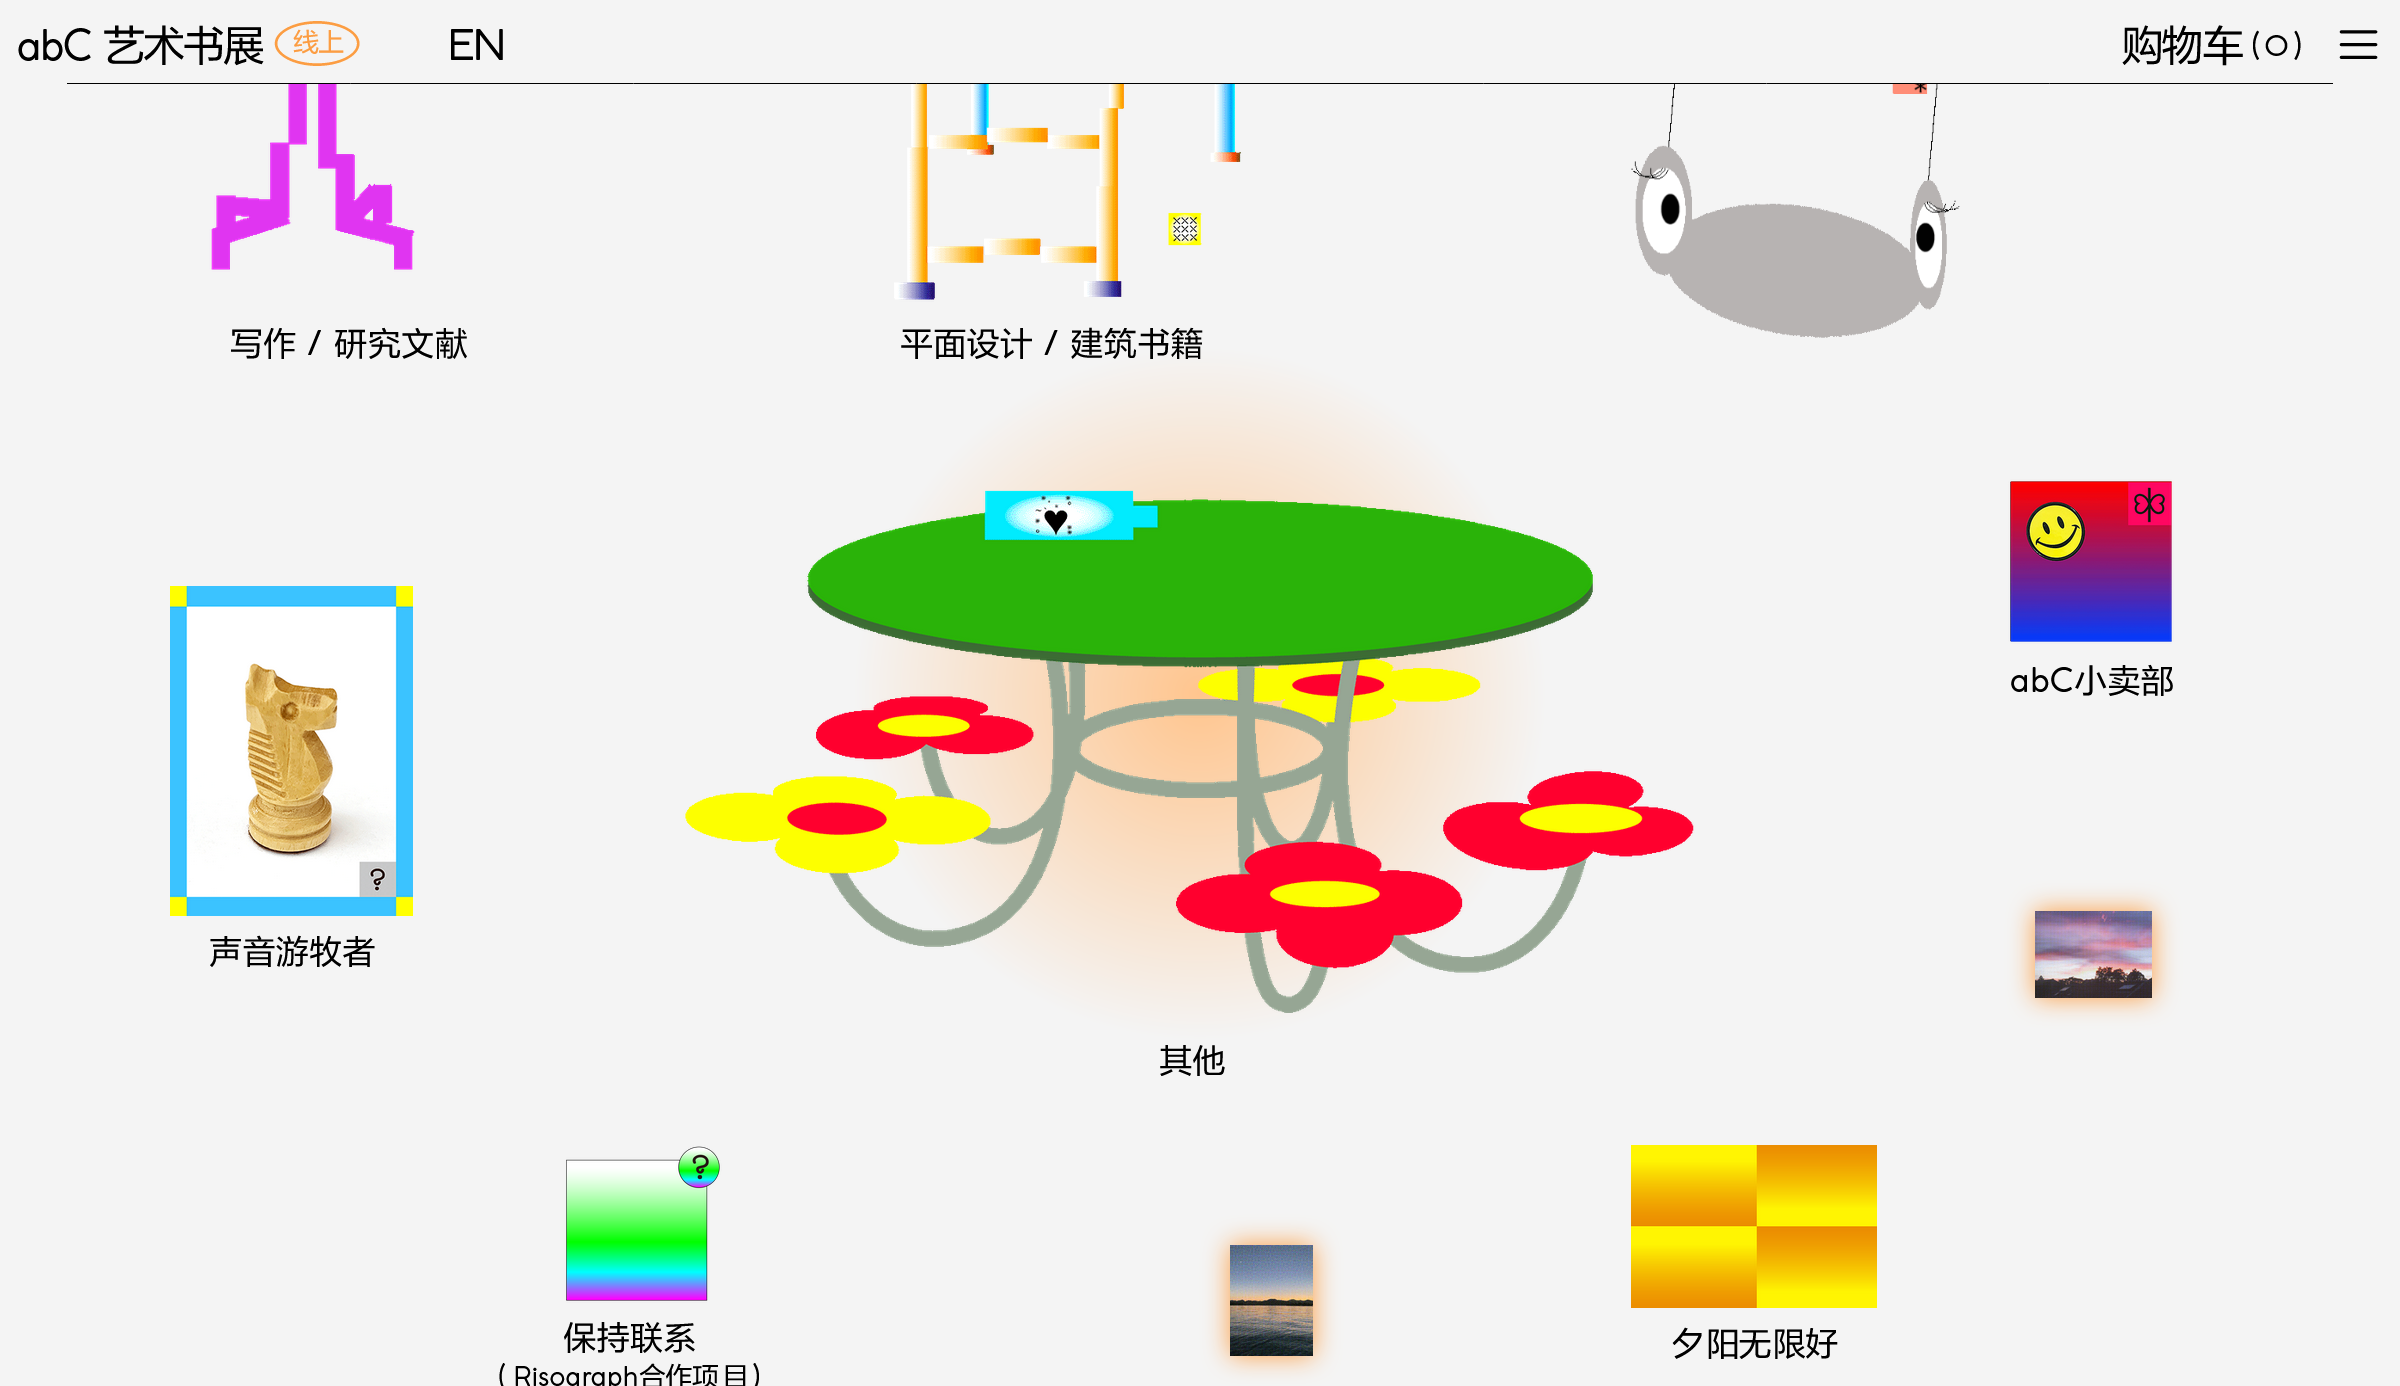 abC 艺术书展 线上 EN 购物车(0)
写作 / 研究文献
平面设计 / 建筑书籍
abC小卖部
声音游牧者
?
其他
?
保持联系
(Risograph合作项目)
夕阳无限好